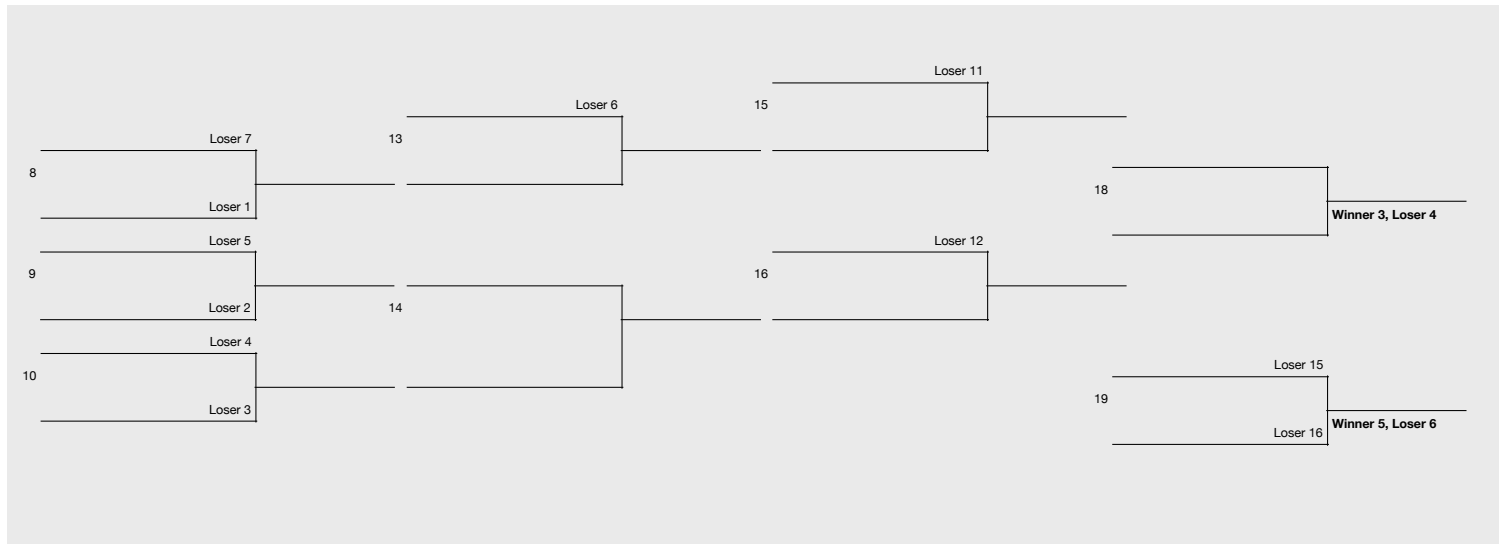 Loser 11
Loser 6
15
Loser 7
13
8
18
Loser 1
Winner 3, Loser 4
Loser 5
Loser 12
9
16
Loser 2
14
Loser 4
Loser 15
10
19
Loser 3
Winner 5, Loser 6
Loser 16